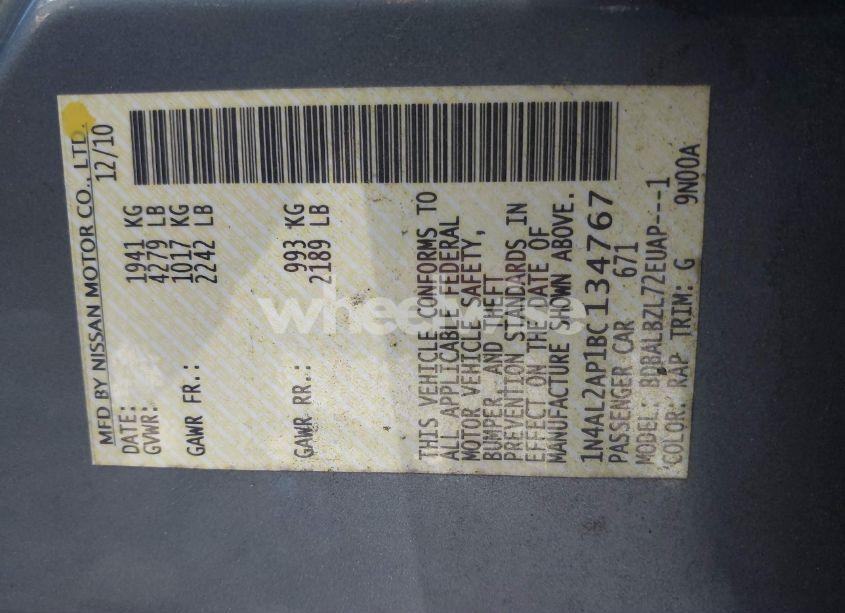 MFD BY NISSAN MOTOR CO., LTD.
DATE: 12/10
GVWR: 1941 KG
4279 LB
GAWR FR.: 1017 KG
2242 LB
GAWR RR.: 993 KG
2189 LB
THIS VEHICLE CONFORMS TO
ALL APPLICABLE FEDERAL
MOTOR VEHICLE SAFETY,
BUMPER, AND THEFT
PREVENTION STANDARDS IN
EFFECT ON THE DATE OF
MANUFACTURE SHOWN ABOVE.
1N4AL2AP1BC134767
PASSENGER CAR 671
MODEL: BDBALBZL72EUAP---1
COLOR: RAP TRIM: G 9N00A
wheelwise